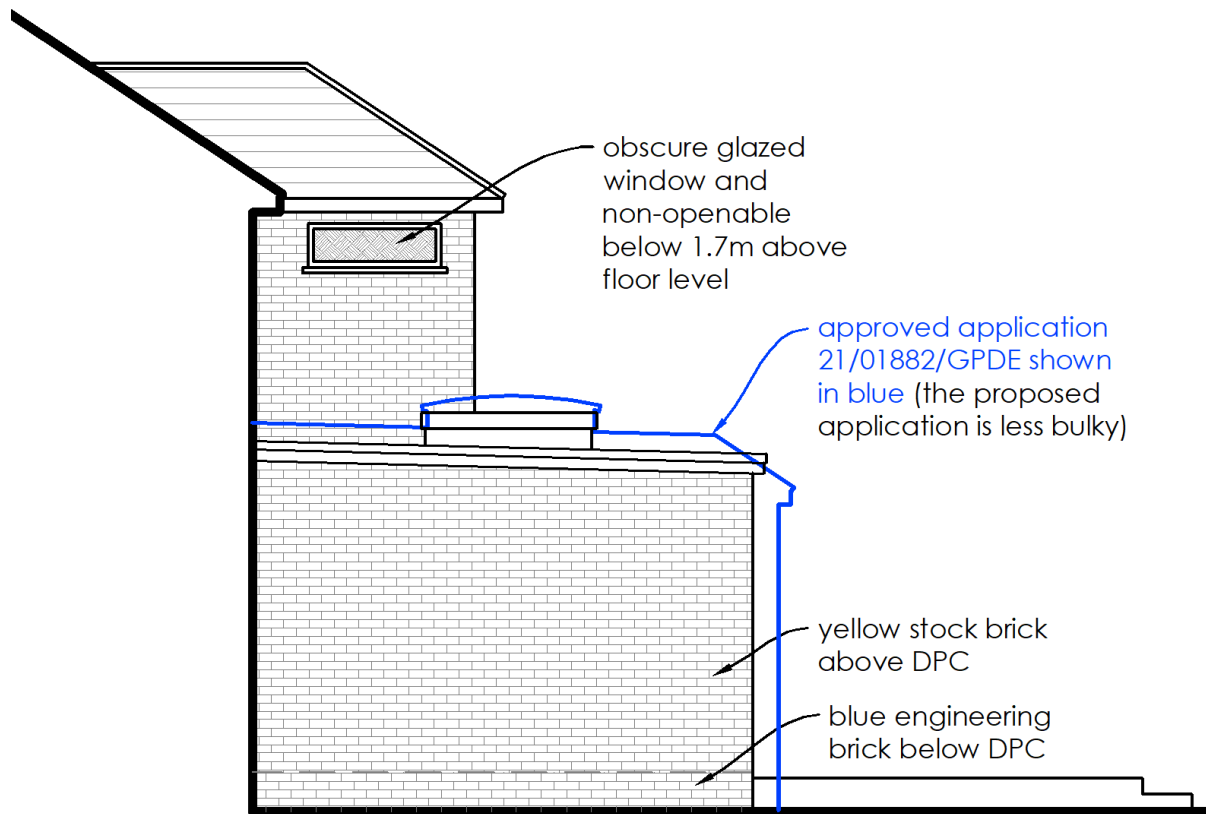 obscure glazed
window and
non-openable
below 1.7m above
floor level
approved application
21/01882/GPDE shown
in blue (the proposed
application is less bulky)
yellow stock brick
above DPC
blue engineering
brick below DPC